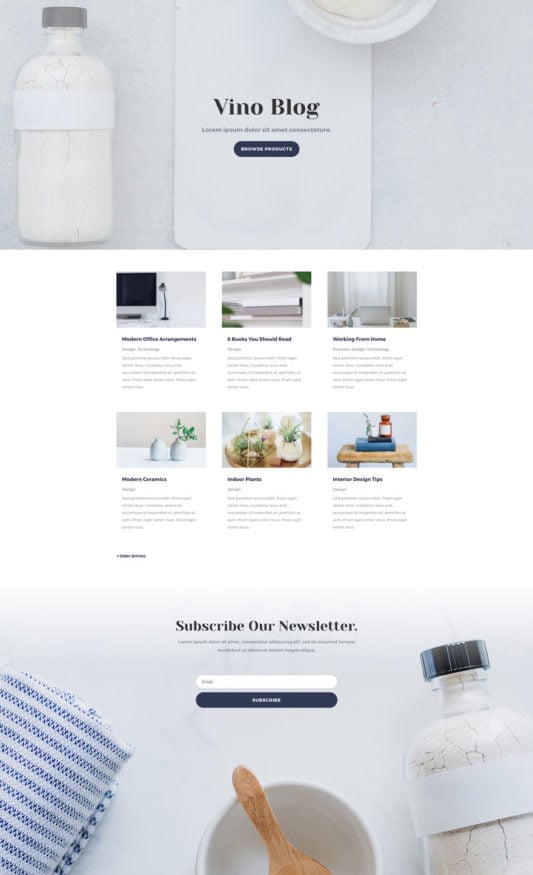 Vino Blog
Lorem ipsum dolor sit amet consecteture.
BROWSE PRODUCTS
Modern Office Arrangements
Design, Technology
Sed porttitor lectus nibh. Proin eget
tortor risus. Curabitur arcu erat,
accumsan id imperdiet et, porttitor at
sem. Proin eget tortor risus. Proin eget
tortor risus.
6 Books You Should Read
Design
Sed porttitor lectus nibh. Proin eget
tortor risus. Curabitur arcu erat,
accumsan id imperdiet et, porttitor at
sem. Proin eget tortor risus. Proin eget
tortor risus.
Working From Home
Business, Design, Technology
Sed porttitor lectus nibh. Proin eget
tortor risus. Curabitur arcu erat,
accumsan id imperdiet et, porttitor at
sem. Proin eget tortor risus. Proin eget
tortor risus.
Modern Ceramics
Design
Sed porttitor lectus nibh. Proin eget
tortor risus. Curabitur arcu erat,
accumsan id imperdiet et, porttitor at
sem. Proin eget tortor risus. Proin eget
tortor risus.
Indoor Plants
Design
Sed porttitor lectus nibh. Proin eget
tortor risus. Curabitur arcu erat,
accumsan id imperdiet et, porttitor at
sem. Proin eget tortor risus. Proin eget
tortor risus.
Interior Design Tips
Design
Sed porttitor lectus nibh. Proin eget
tortor risus. Curabitur arcu erat,
accumsan id imperdiet et, porttitor at
sem. Proin eget tortor risus. Proin eget
tortor risus.
« Older Entries
Subscribe Our Newsletter.
Lorem ipsum dolor sit amet, consectetur adipiscing elit, sed do eiusmod tempor
incididunt ut labore et dolore magna aliqua.
Email
SUBSCRIBE